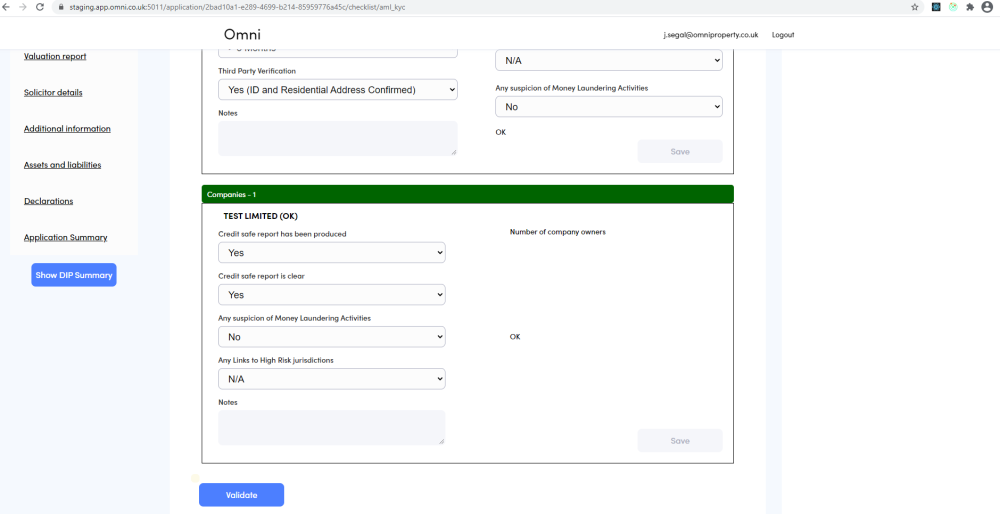 staging.app.omni.co.uk:5011/application/2bad10a1-e289-4699-b214-85959776a45c/checklist/aml_kyc
Omni
j.segal@omniproperty.co.uk
Logout
Valuation report
Solicitor details
Additional information
Assets and liabilities
Declarations
Application Summary
Show DIP Summary
Third Party Verification
Yes (ID and Residential Address Confirmed)
Notes
N/A
Any suspicion of Money Laundering Activities
No
OK
Save
Companies - 1
TEST LIMITED (OK)
Credit safe report has been produced
Yes
Credit safe report is clear
Yes
Any suspicion of Money Laundering Activities
No
Any Links to High Risk jurisdictions
N/A
Notes
Number of company owners
OK
Save
Validate